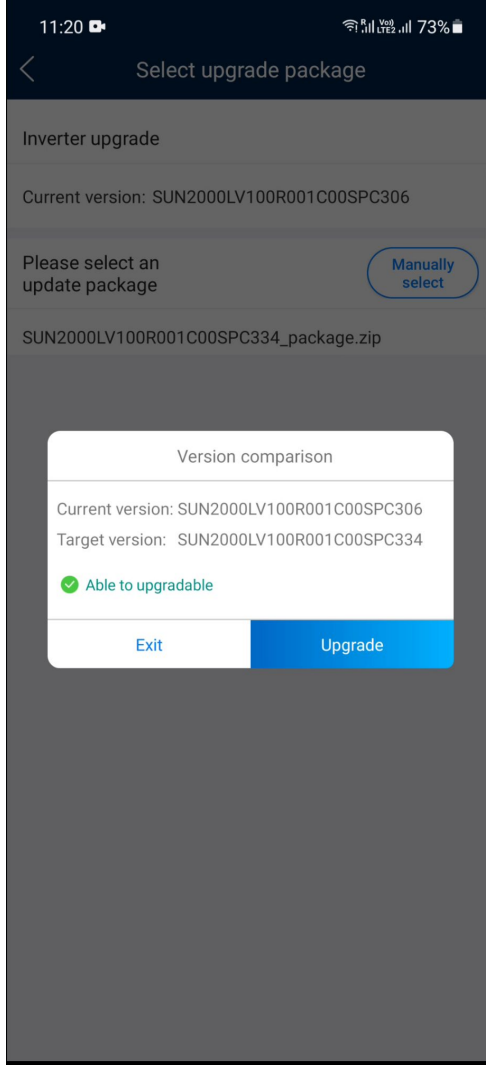 11:20 73%
Select upgrade package
Inverter upgrade
Current version: SUN2000LV100R001C00SPC306
Please select an
update package
Manually
select
SUN2000LV100R001C00SPC334_package.zip
Version comparison
Current version: SUN2000LV100R001C00SPC306
Target version: SUN2000LV100R001C00SPC334
Able to upgradable
Exit
Upgrade